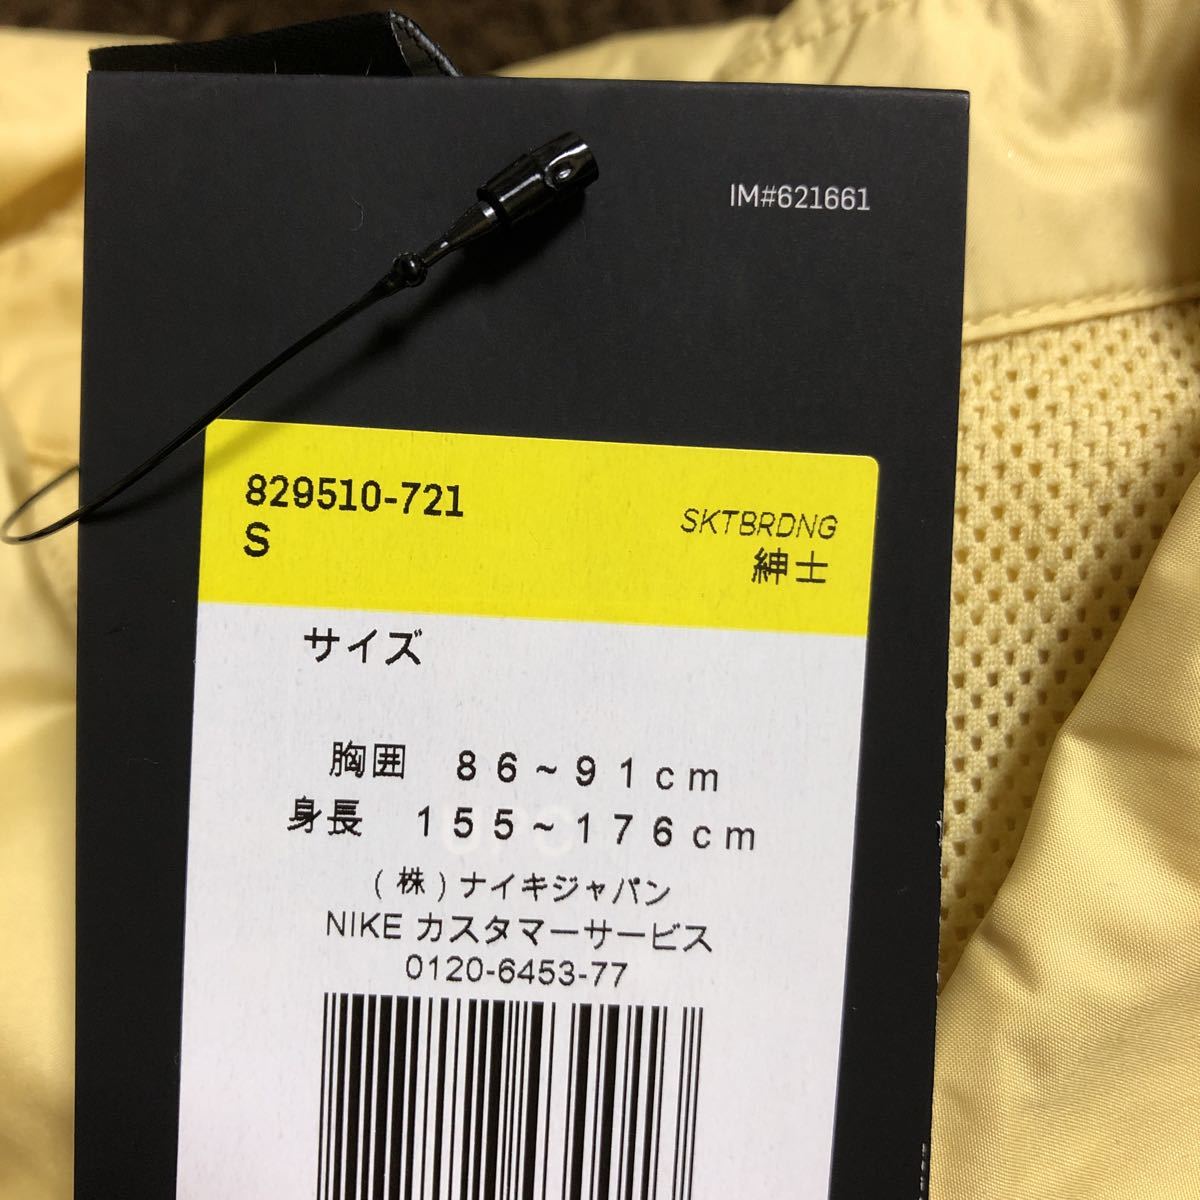 IM#621661
829510-721
SKTBRDNG
S
紳士
サイズ
胸囲 86~91cm
身長 155~176cm
(株)ナイキジャパン
NIKE カスタマーサービス
0120-6453-77